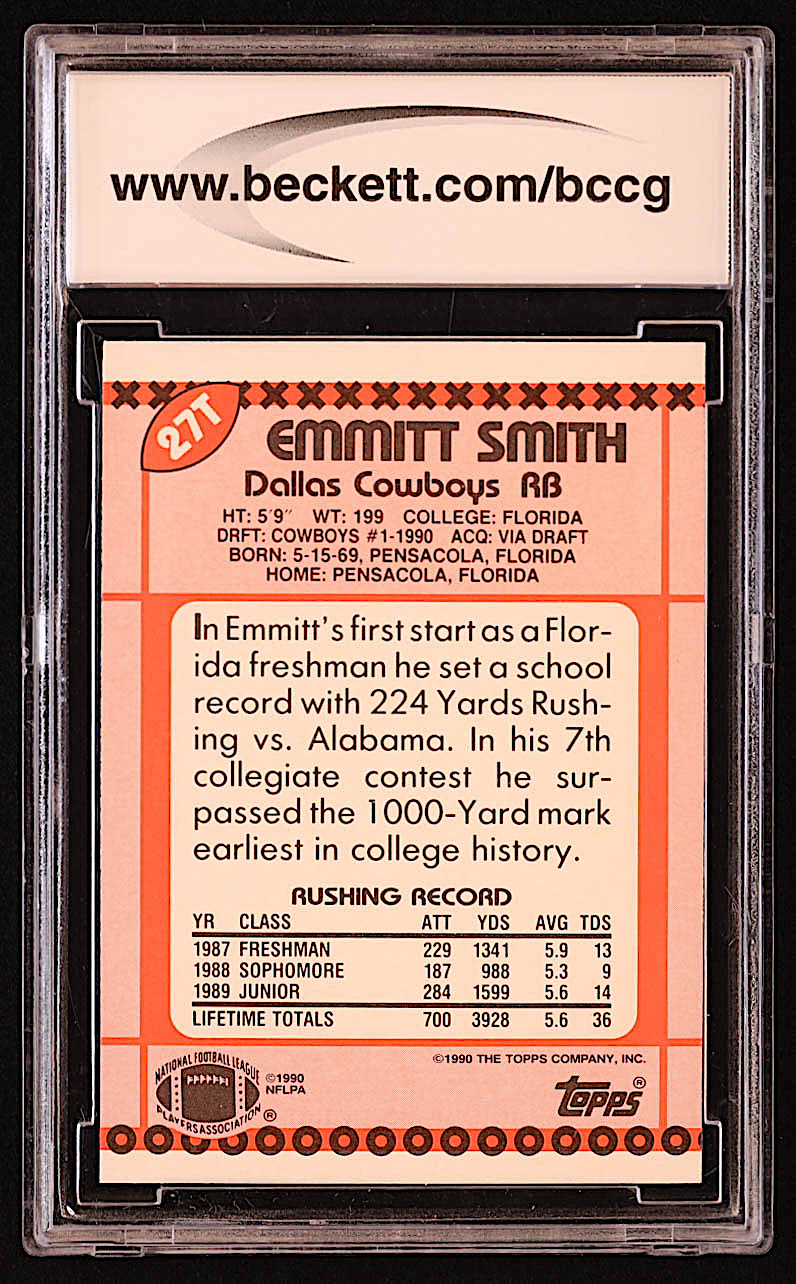 www.beckett.com/bccg
27T
EMMITT SMITH
Dallas Cowboys RB
HT: 5'9" WT: 199 COLLEGE: FLORIDA
DRFT: COWBOYS #1-1990 ACQ: VIA DRAFT
BORN: 5-15-69, PENSACOLA, FLORIDA
HOME: PENSACOLA, FLORIDA
In Emmitt's first start as a Flor-
ida freshman he set a school
record with 224 Yards Rush-
ing vs. Alabama. In his 7th
collegiate contest he sur-
passed the 1000-Yard mark
earliest in college history.
RUSHING RECORD
YR CLASS ATT YDS AVG TDS
1987 FRESHMAN 229 1341 5.9 13
1988 SOPHOMORE 187 988 5.3 9
1989 JUNIOR 284 1599 5.6 14
LIFETIME TOTALS 700 3928 5.6 36
©1990 THE TOPPS COMPANY, INC.
NATIONAL FOOTBALL LEAGUE
PLAYERS ASSOCIATION ®
©1990
NFLPA
TOPPS®